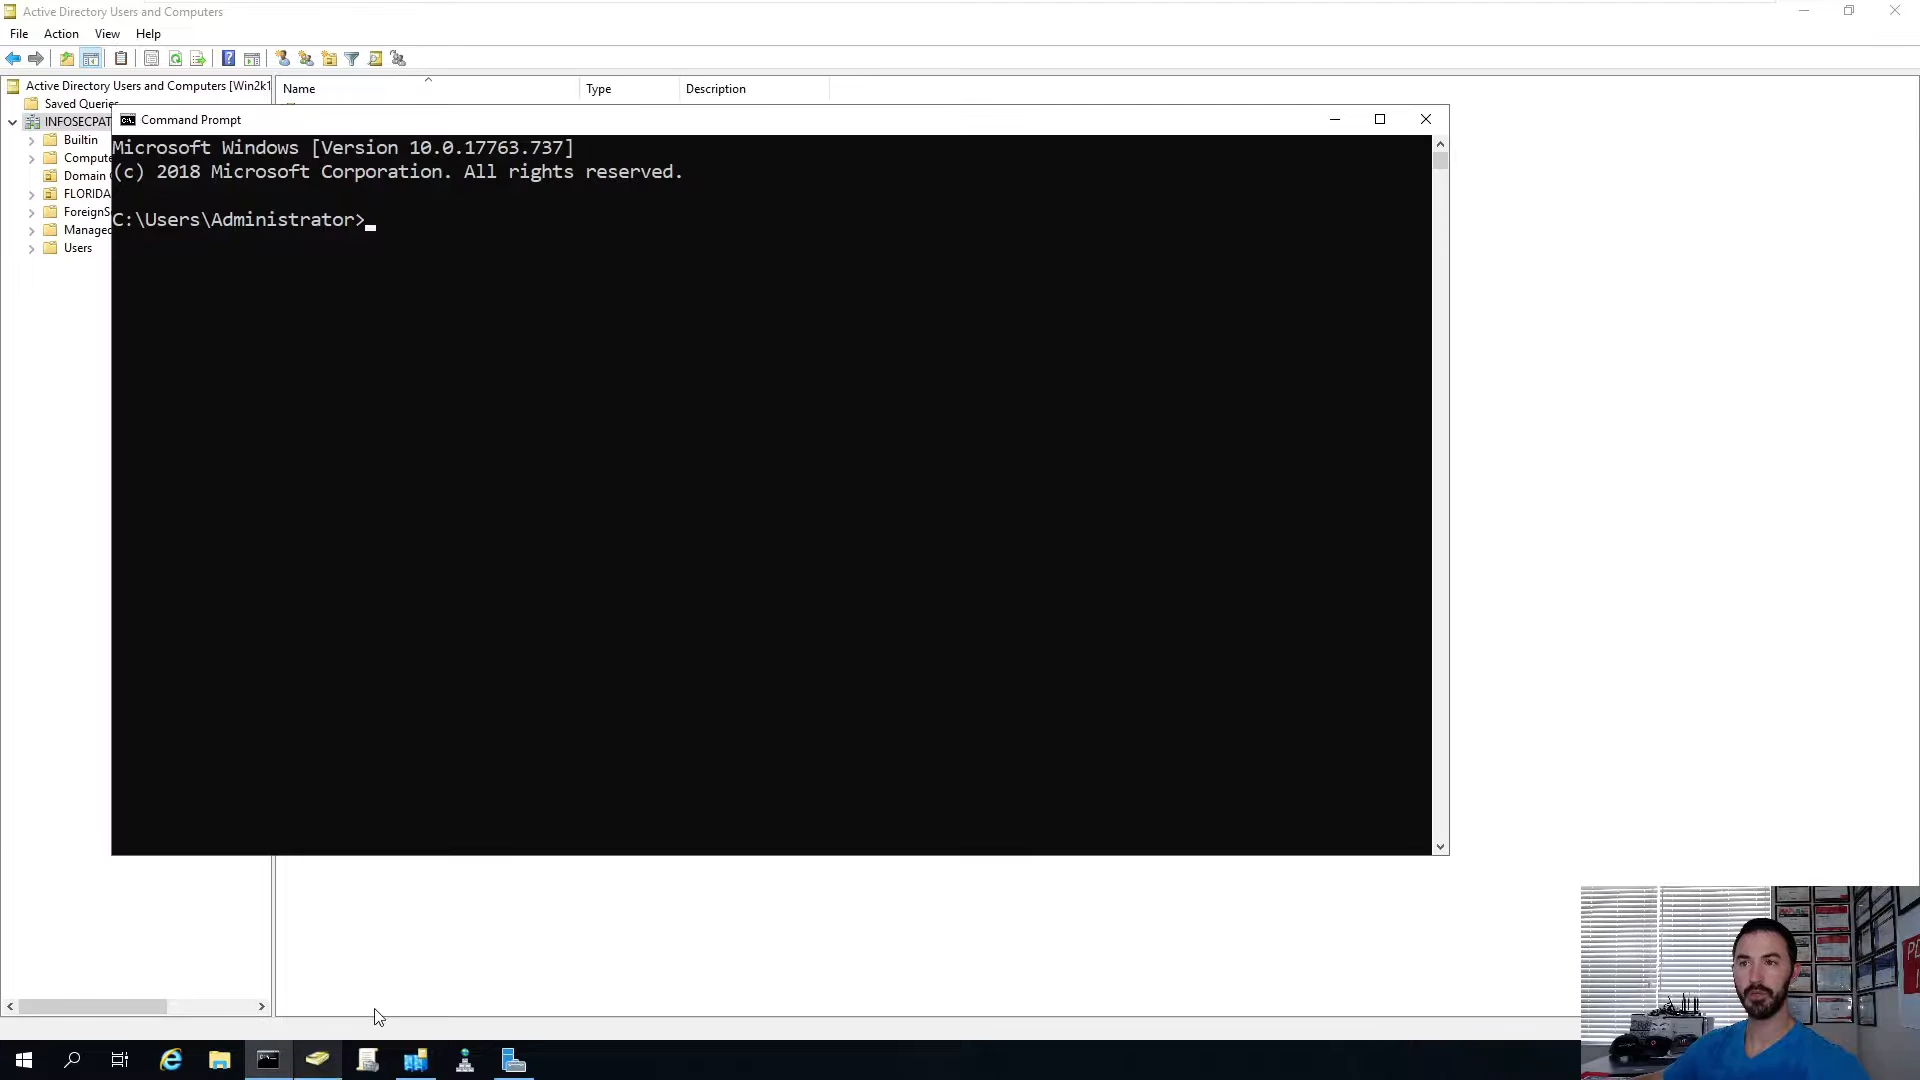 Active Directory Users and Computers
File Action View Help
Active Directory Users and Computers [Win2k1
Name Type Description
Saved Queries
INFOSECPAT
Command Prompt
Builtin
Compute
Domain
FLORIDA
ForeignS
Managed
Users
Microsoft Windows [Version 10.0.17763.737]
(c) 2018 Microsoft Corporation. All rights reserved.
C:\Users\Administrator>